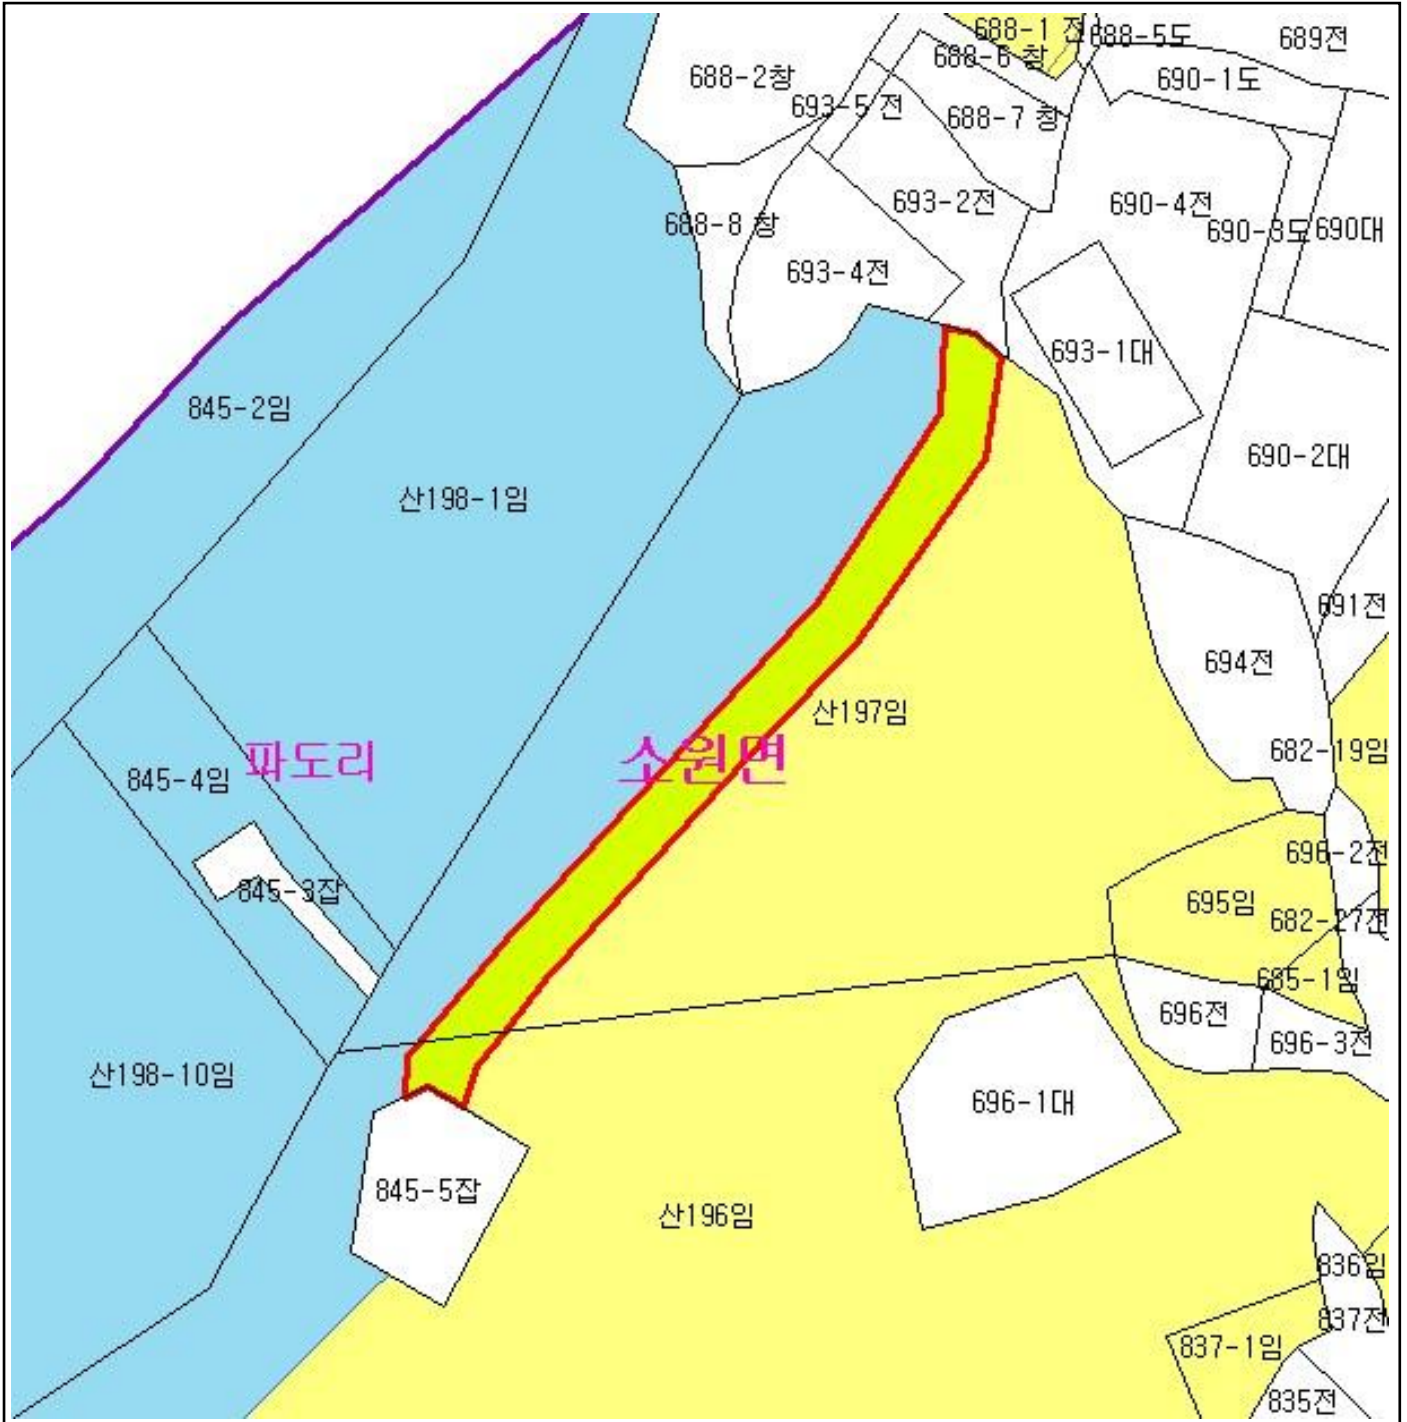 688-1 전
688-5도
689전
688-6 창
688-2창
690-1도
693-5 전
688-7 창
693-2전
690-4전
688-8 창
690-3도
690대
693-4전
693-1대
845-2임
690-2대
산198-1임
691전
694전
산197임
682-19임
파도리
소원면
845-4임
696-2전
845-3잡
695임
682-27전
685-1임
696전
696-3전
산198-10임
696-1대
845-5잡
산196임
836임
837전
837-1임
835전